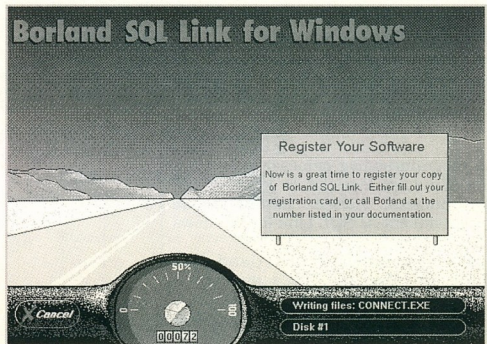 Borland SQL Link for Windows
Register Your Software
Now is a great time to register your copy
of Borland SQL Link. Either fill out your
registration card, or call Borland at the
number listed in your documentation.
50%
0
100
00072
Cancel
Writing files: CONNECT.EXE
Disk #1